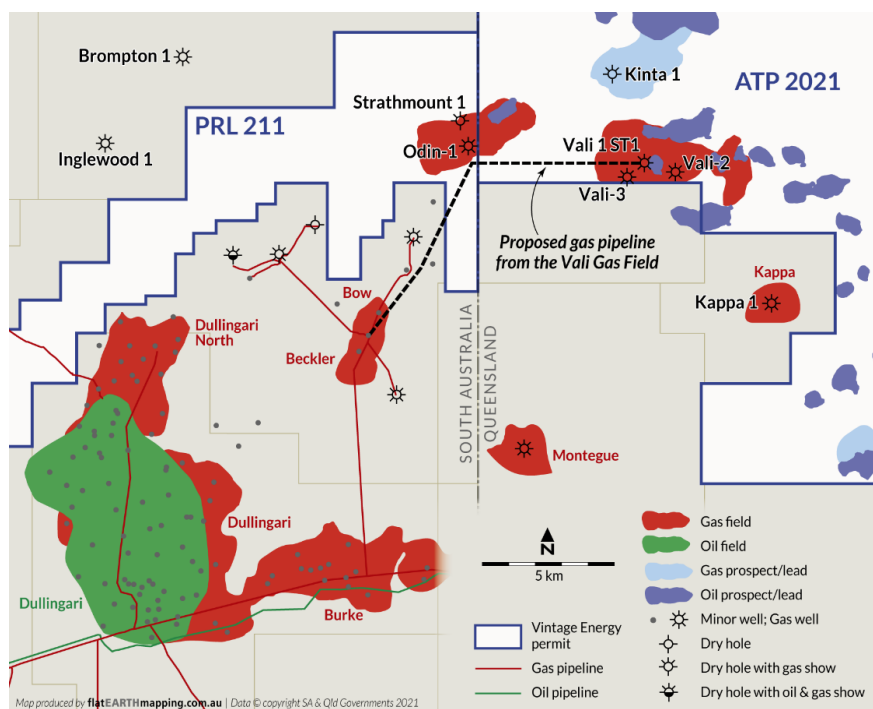 Brompton 1
Kinta 1
ATP 2021
Strathmount 1
PRL 211
Odin-1
Vali 1 ST1
Vali-2
Inglewood 1
Vali-3
Proposed gas pipeline
from the Vali Gas Field
Kappa
Kappa 1
Bow
Dullingari
North
Beckler
SOUTH AUSTRALIA
QUEENSLAND
Montegue
Dullingari
Dullingari
Burke
N
5 km
Gas field
Oil field
Gas prospect/lead
Oil prospect/lead
Minor well; Gas well
Dry hole
Dry hole with gas show
Dry hole with oil & gas show
Vintage Energy
permit
Gas pipeline
Oil pipeline
Map produced by flatEARTHmapping.com.au | Data © copyright SA & Qld Governments 2021